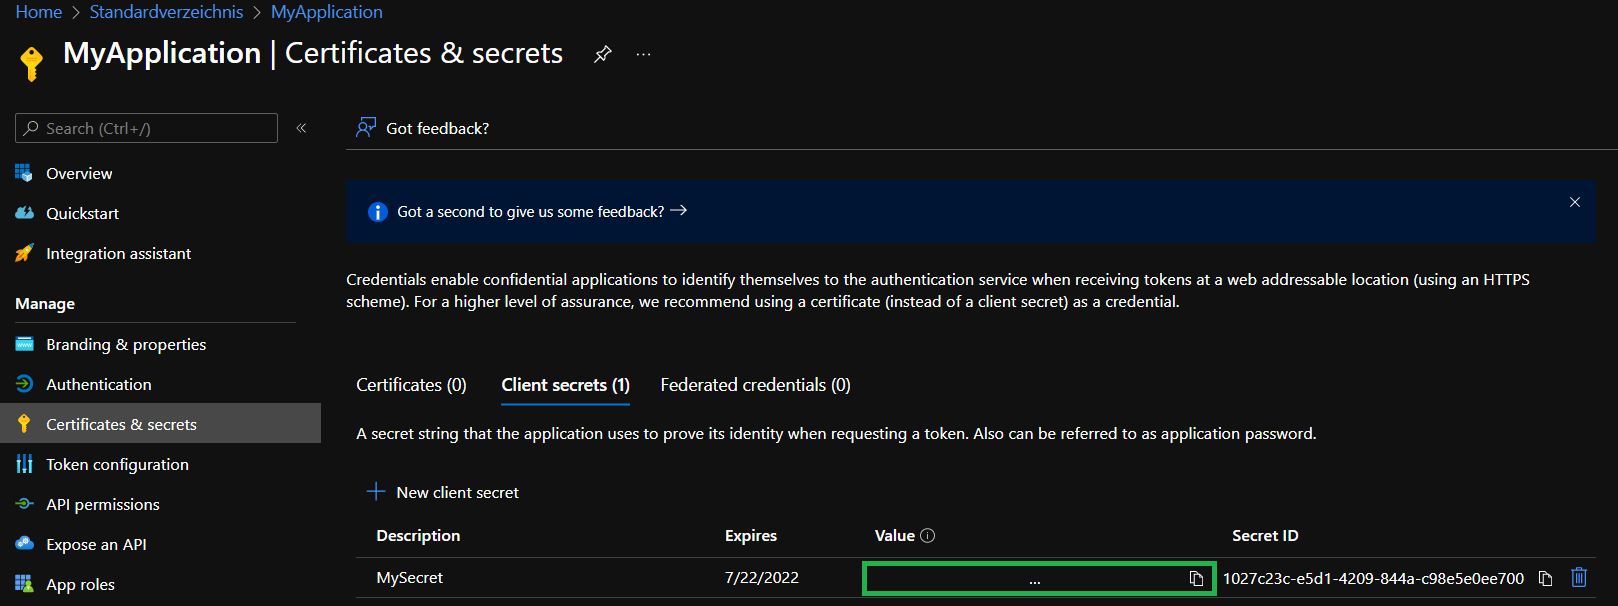 Home > Standardverzeichnis > MyApplication
MyApplication | Certificates & secrets ...
Search (Ctrl+/) «
Overview
Quickstart
Integration assistant
Manage
Branding & properties
Authentication
Certificates & secrets
Token configuration
API permissions
Expose an API
App roles
Got feedback?
Got a second to give us some feedback? →
Credentials enable confidential applications to identify themselves to the authentication service when receiving tokens at a web addressable location (using an HTTPS
scheme). For a higher level of assurance, we recommend using a certificate (instead of a client secret) as a credential.
Certificates (0) Client secrets (1) Federated credentials (0)
A secret string that the application uses to prove its identity when requesting a token. Also can be referred to as application password.
New client secret
Description Expires Value Secret ID
MySecret 7/22/2022 ... 1027c23c-e5d1-4209-844a-c98e5e0ee700